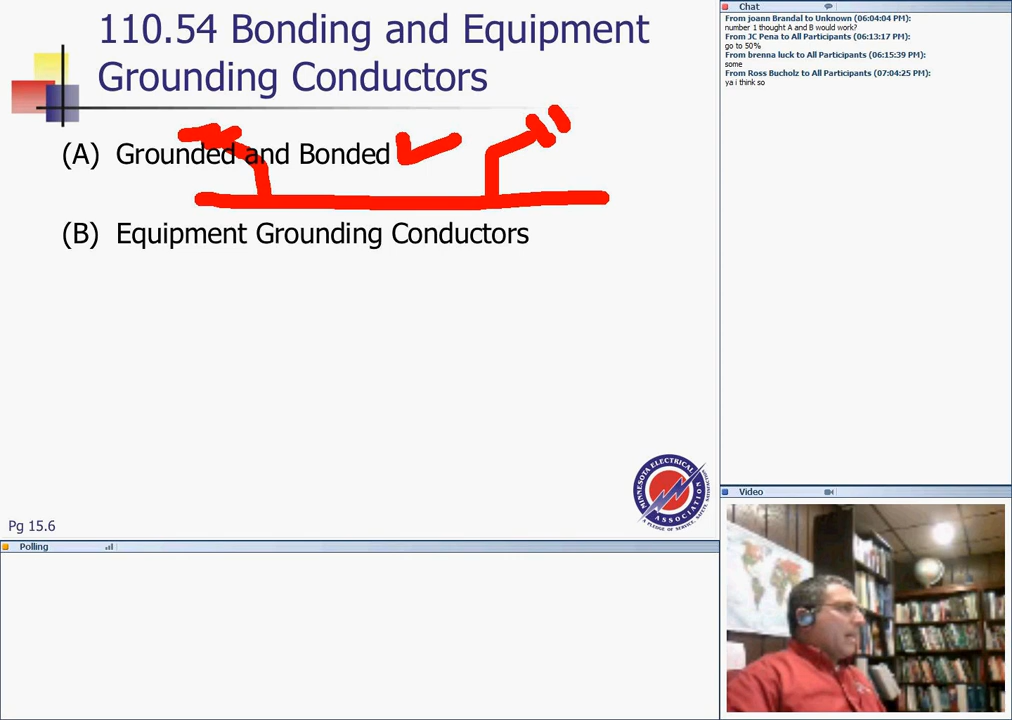 110.54 Bonding and Equipment
Grounding Conductors
(A) Grounded and Bonded
(B) Equipment Grounding Conductors
MINNESOTA ELECTRICAL
ASSOCIATION
Pg 15.6
Polling
Chat
From joann Brandal to Unknown (06:04:04 PM):
number 1 thought A and B would work?
From JC Pena to All Participants (06:13:17 PM):
go to 50%
From brenna luck to All Participants (06:15:39 PM):
some
From Ross Bucholz to All Participants (07:04:25 PM):
ya i think so
Video